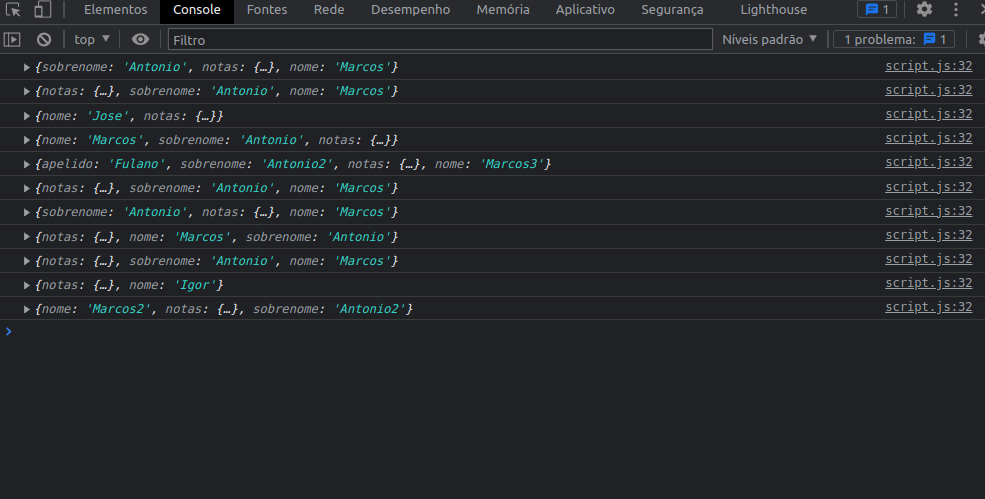 Elementos Console Fontes Rede Desempenho Memória Aplicativo Segurança Lighthouse 1
top Filtro Níveis padrão 1 problema: 1
{sobrenome: 'Antonio', notas: {…}, nome: 'Marcos'} script.js:32
{notas: {…}, sobrenome: 'Antonio', nome: 'Marcos'} script.js:32
{nome: 'Jose', notas: {…}} script.js:32
{nome: 'Marcos', sobrenome: 'Antonio', notas: {…}} script.js:32
{apelido: 'Fulano', sobrenome: 'Antonio2', notas: {…}, nome: 'Marcos3'} script.js:32
{notas: {…}, sobrenome: 'Antonio', nome: 'Marcos'} script.js:32
{sobrenome: 'Antonio', notas: {…}, nome: 'Marcos'} script.js:32
{notas: {…}, nome: 'Marcos', sobrenome: 'Antonio'} script.js:32
{notas: {…}, sobrenome: 'Antonio', nome: 'Marcos'} script.js:32
{notas: {…}, nome: 'Igor'} script.js:32
{nome: 'Marcos2', notas: {…}, sobrenome: 'Antonio2'} script.js:32